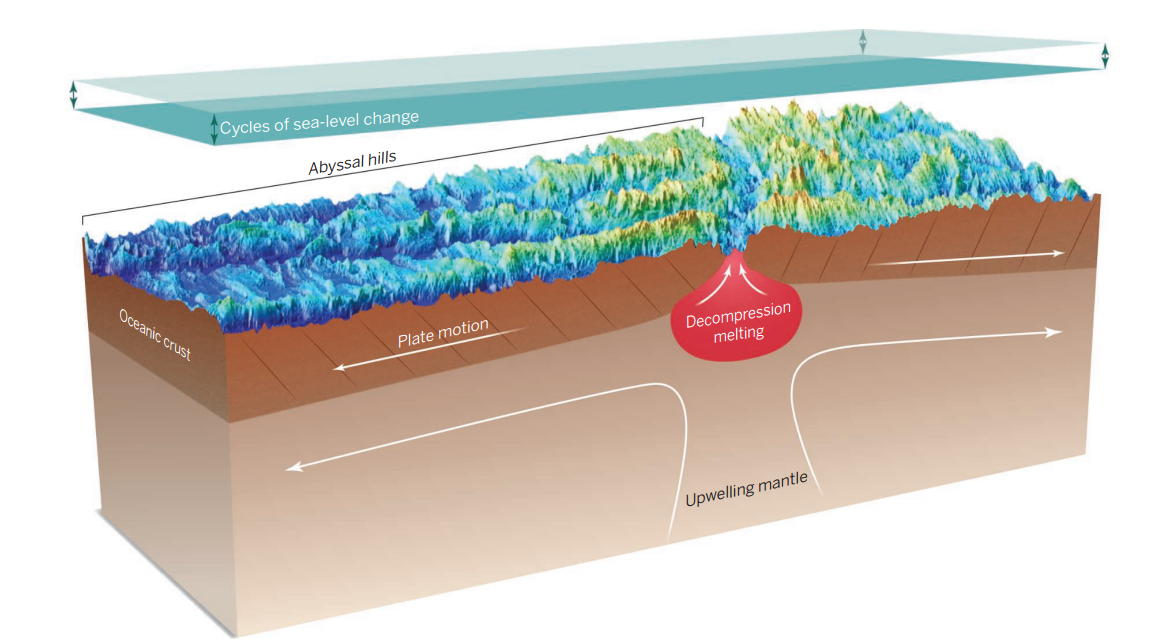 Cycles of sea-level change
Abyssal hills
Oceanic crust
Plate motion
Decompression
melting
Upwelling mantle